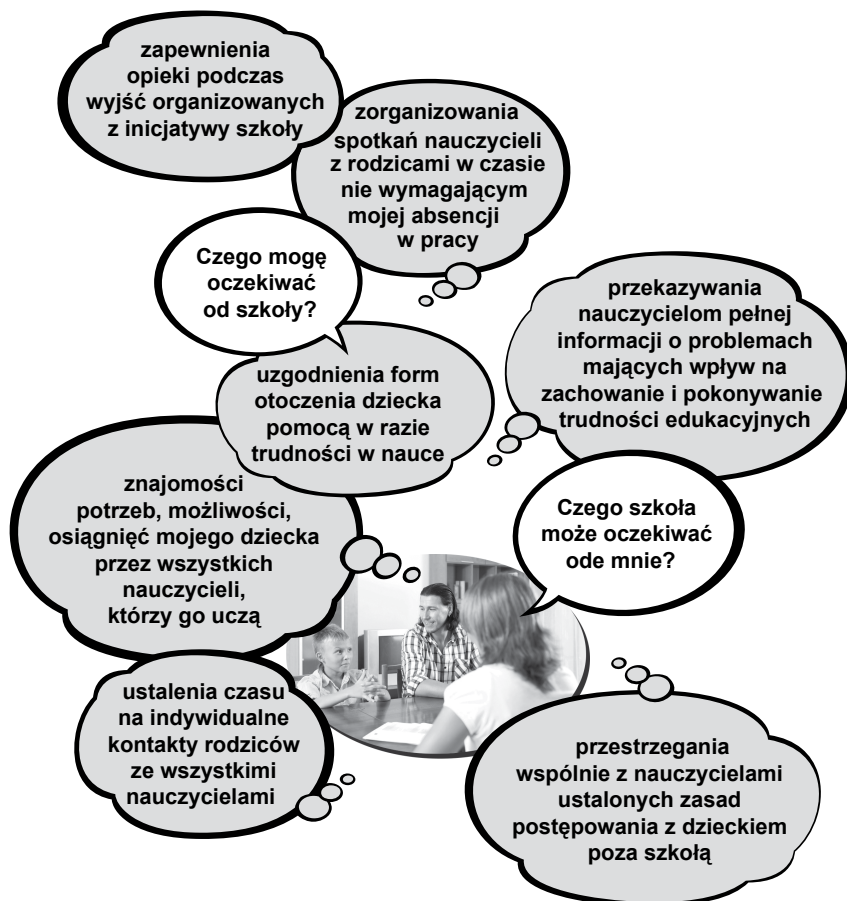 zapewnienia
opieki podczas
wyjść organizowanych
z inicjatywy szkoły
zorganizowania
spotkań nauczycieli
z rodzicami w czasie
nie wymagającym
mojej absencji
w pracy
Czego mogę
oczekiwać
od szkoły?
uzgodnienia form
otoczenia dziecka
pomocą w razie
trudności w nauce
znajomości
potrzeb, możliwości,
osiągnięć mojego dziecka
przez wszystkich
nauczycieli,
którzy go uczą
ustalenia czasu
na indywidualne
kontakty rodziców
ze wszystkimi
nauczycielami
przekazywania
nauczycielom pełnej
informacji o problemach
mających wpływ na
zachowanie i pokonywanie
trudności edukacyjnych
Czego szkoła
może oczekiwać
ode mnie?
przestrzegania
wspólnie z nauczycielami
ustalonych zasad
postępowania z dzieckiem
poza szkołą